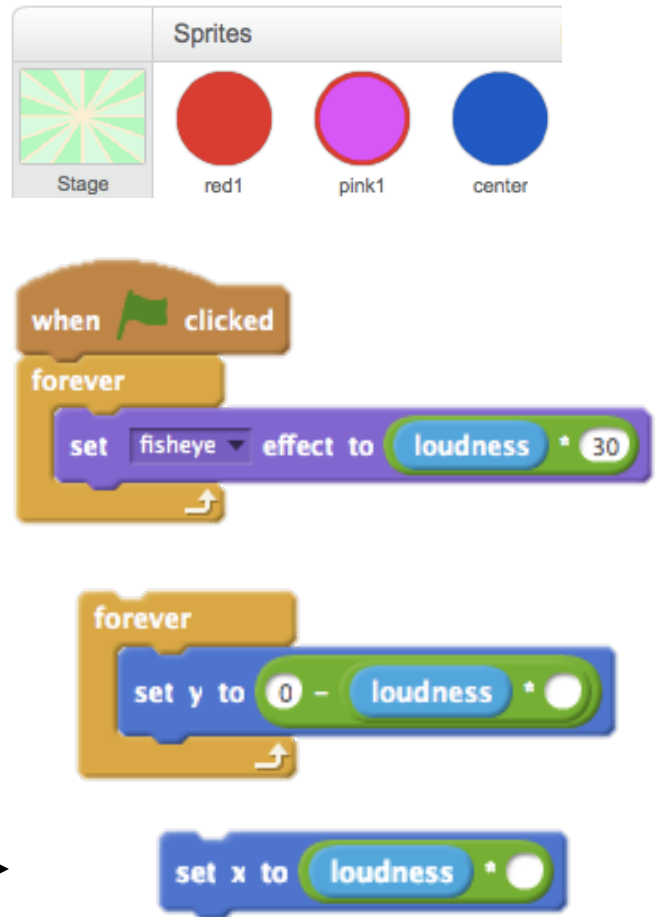 Sprites
Stage
red1
pink1
center
when clicked
forever
set fisheye effect to loudness * 30
forever
set y to 0 - loudness *
set x to loudness *